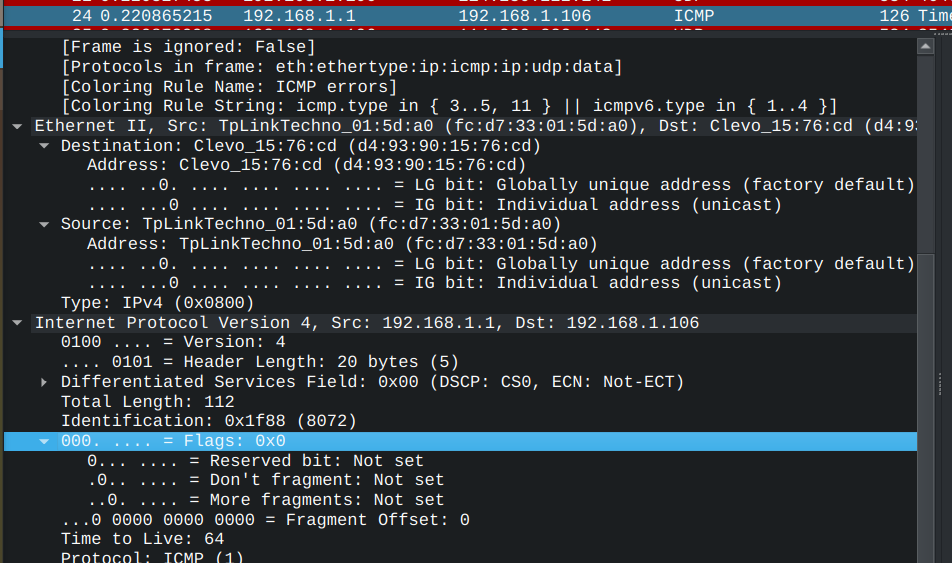 24 0.220865215 192.168.1.1 192.168.1.106 ICMP 126 Time
[Frame is ignored: False]
[Protocols in frame: eth:ethertype:ip:icmp:ip:udp:data]
[Coloring Rule Name: ICMP errors]
[Coloring Rule String: icmp.type in { 3..5, 11 } || icmpv6.type in { 1..4 }]
Ethernet II, Src: TpLinkTechno_01:5d:a0 (fc:d7:33:01:5d:a0), Dst: Clevo_15:76:cd (d4:93:
Destination: Clevo_15:76:cd (d4:93:90:15:76:cd)
Address: Clevo_15:76:cd (d4:93:90:15:76:cd)
.... ..0. .... .... .... .... = LG bit: Globally unique address (factory default)
.... ...0 .... .... .... .... = IG bit: Individual address (unicast)
Source: TpLinkTechno_01:5d:a0 (fc:d7:33:01:5d:a0)
Address: TpLinkTechno_01:5d:a0 (fc:d7:33:01:5d:a0)
.... ..0. .... .... .... .... = LG bit: Globally unique address (factory default)
.... ...0 .... .... .... .... = IG bit: Individual address (unicast)
Type: IPv4 (0x0800)
Internet Protocol Version 4, Src: 192.168.1.1, Dst: 192.168.1.106
0100 .... = Version: 4
.... 0101 = Header Length: 20 bytes (5)
Differentiated Services Field: 0x00 (DSCP: CS0, ECN: Not-ECT)
Total Length: 112
Identification: 0x1f88 (8072)
000. .... = Flags: 0x0
0... .... = Reserved bit: Not set
.0.. .... = Don't fragment: Not set
..0. .... = More fragments: Not set
...0 0000 0000 0000 = Fragment Offset: 0
Time to Live: 64
Protocol: ICMP (1)